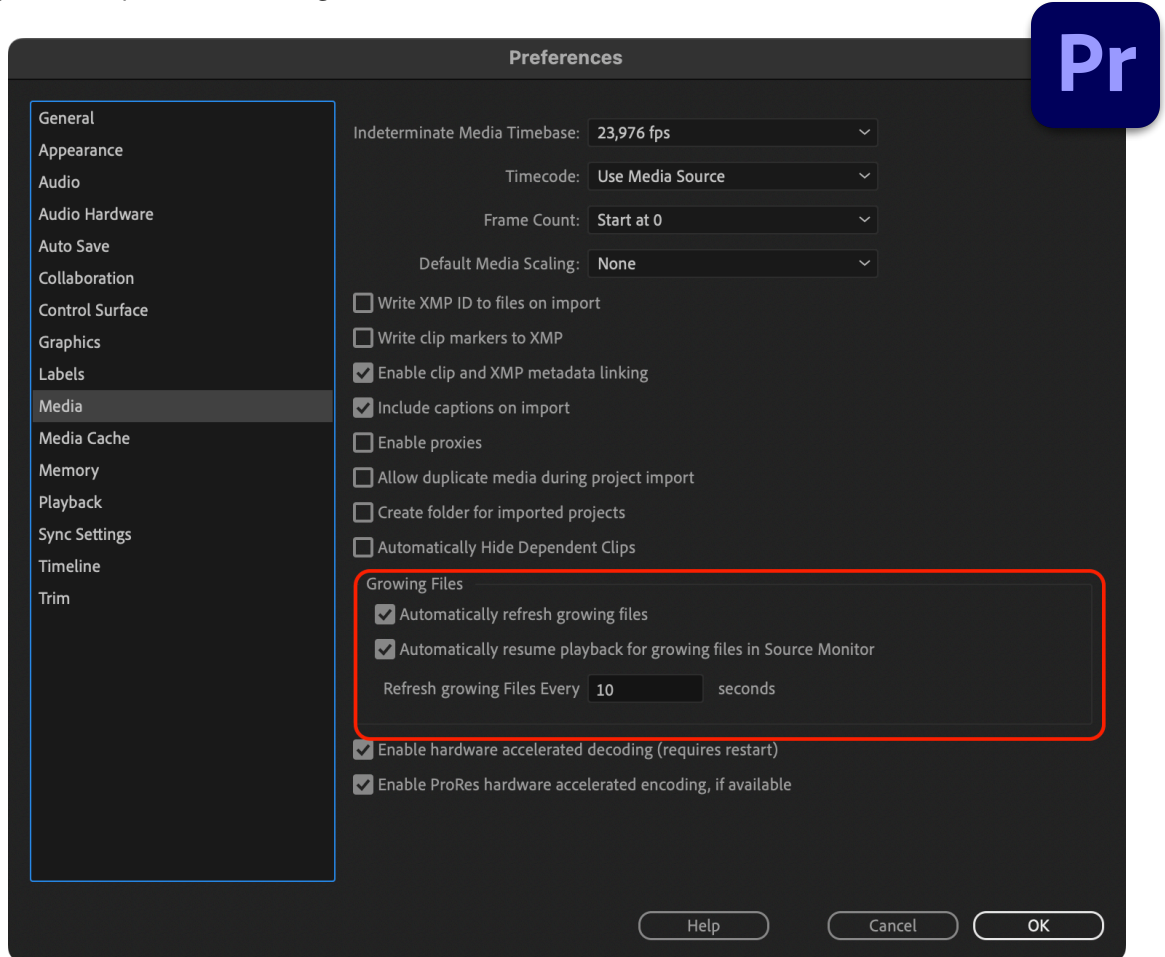 Pr
Preferences
General
Appearance
Audio
Audio Hardware
Auto Save
Collaboration
Control Surface
Graphics
Labels
Media
Media Cache
Memory
Playback
Sync Settings
Timeline
Trim
Indeterminate Media Timebase: 23,976 fps
Timecode: Use Media Source
Frame Count: Start at 0
Default Media Scaling: None
Write XMP ID to files on import
Write clip markers to XMP
Enable clip and XMP metadata linking
Include captions on import
Enable proxies
Allow duplicate media during project import
Create folder for imported projects
Automatically Hide Dependent Clips
Growing Files
Automatically refresh growing files
Automatically resume playback for growing files in Source Monitor
Refresh growing Files Every 10 seconds
Enable hardware accelerated decoding (requires restart)
Enable ProRes hardware accelerated encoding, if available
Help Cancel OK